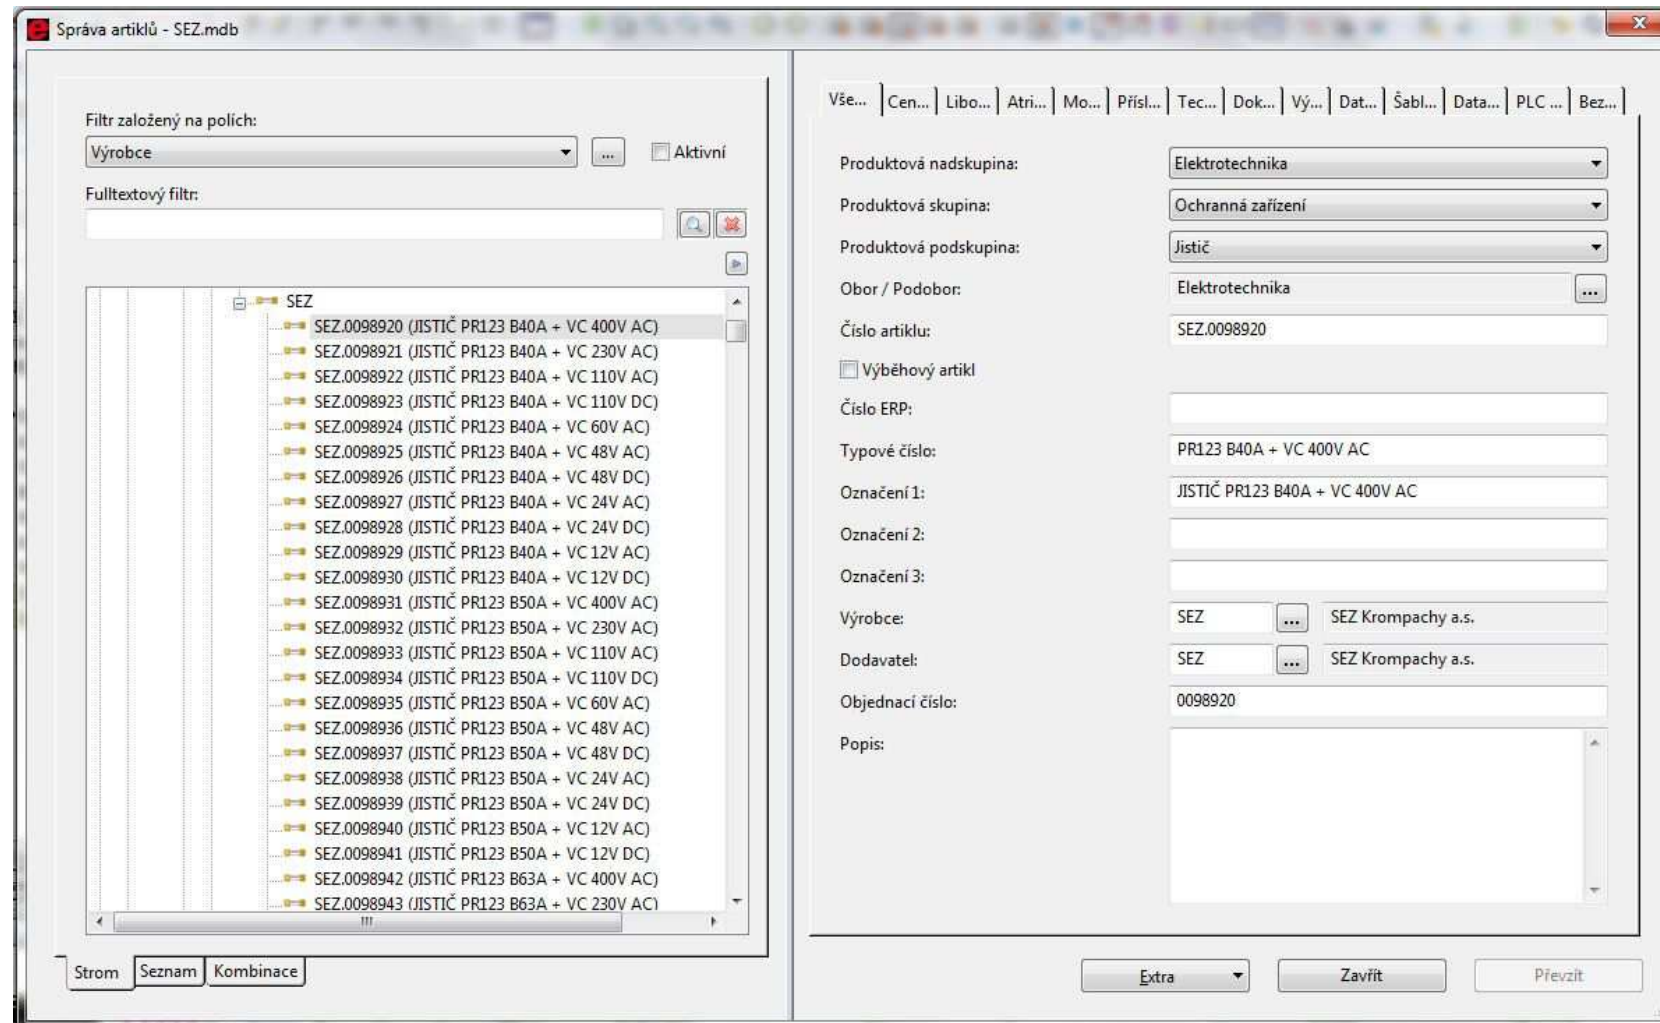 Správa artiklů - SEZ.mdb
Filtr založený na polích:
Výrobce
...
Aktivní
Fulltextový filtr:
SEZ
SEZ.0098920 (JISTIČ PR123 B40A + VC 400V AC)
SEZ.0098921 (JISTIČ PR123 B40A + VC 230V AC)
SEZ.0098922 (JISTIČ PR123 B40A + VC 110V AC)
SEZ.0098923 (JISTIČ PR123 B40A + VC 110V DC)
SEZ.0098924 (JISTIČ PR123 B40A + VC 60V AC)
SEZ.0098925 (JISTIČ PR123 B40A + VC 48V AC)
SEZ.0098926 (JISTIČ PR123 B40A + VC 48V DC)
SEZ.0098927 (JISTIČ PR123 B40A + VC 24V AC)
SEZ.0098928 (JISTIČ PR123 B40A + VC 24V DC)
SEZ.0098929 (JISTIČ PR123 B40A + VC 12V AC)
SEZ.0098930 (JISTIČ PR123 B40A + VC 12V DC)
SEZ.0098931 (JISTIČ PR123 B50A + VC 400V AC)
SEZ.0098932 (JISTIČ PR123 B50A + VC 230V AC)
SEZ.0098933 (JISTIČ PR123 B50A + VC 110V AC)
SEZ.0098934 (JISTIČ PR123 B50A + VC 110V DC)
SEZ.0098935 (JISTIČ PR123 B50A + VC 60V AC)
SEZ.0098936 (JISTIČ PR123 B50A + VC 48V AC)
SEZ.0098937 (JISTIČ PR123 B50A + VC 48V DC)
SEZ.0098938 (JISTIČ PR123 B50A + VC 24V AC)
SEZ.0098939 (JISTIČ PR123 B50A + VC 24V DC)
SEZ.0098940 (JISTIČ PR123 B50A + VC 12V AC)
SEZ.0098941 (JISTIČ PR123 B50A + VC 12V DC)
SEZ.0098942 (JISTIČ PR123 B63A + VC 400V AC)
SEZ.0098943 (JISTIČ PR123 B63A + VC 230V AC)
Strom Seznam Kombinace
Vše... Cen... Libo... Atri... Mo... Přísl... Tec... Dok... Vý... Dat... Šabl... Data... PLC ... Bez...
Produktová nadskupina: Elektrotechnika
Produktová skupina: Ochranná zařízení
Produktová podskupina: Jistič
Obor / Podobor: Elektrotechnika ...
Číslo artiklu: SEZ.0098920
Výběhový artikl
Číslo ERP:
Typové číslo: PR123 B40A + VC 400V AC
Označení 1: JISTIČ PR123 B40A + VC 400V AC
Označení 2:
Označení 3:
Výrobce: SEZ ... SEZ Krompachy a.s.
Dodavatel: SEZ ... SEZ Krompachy a.s.
Objednací číslo: 0098920
Popis:
Extra Zavřít Převzít